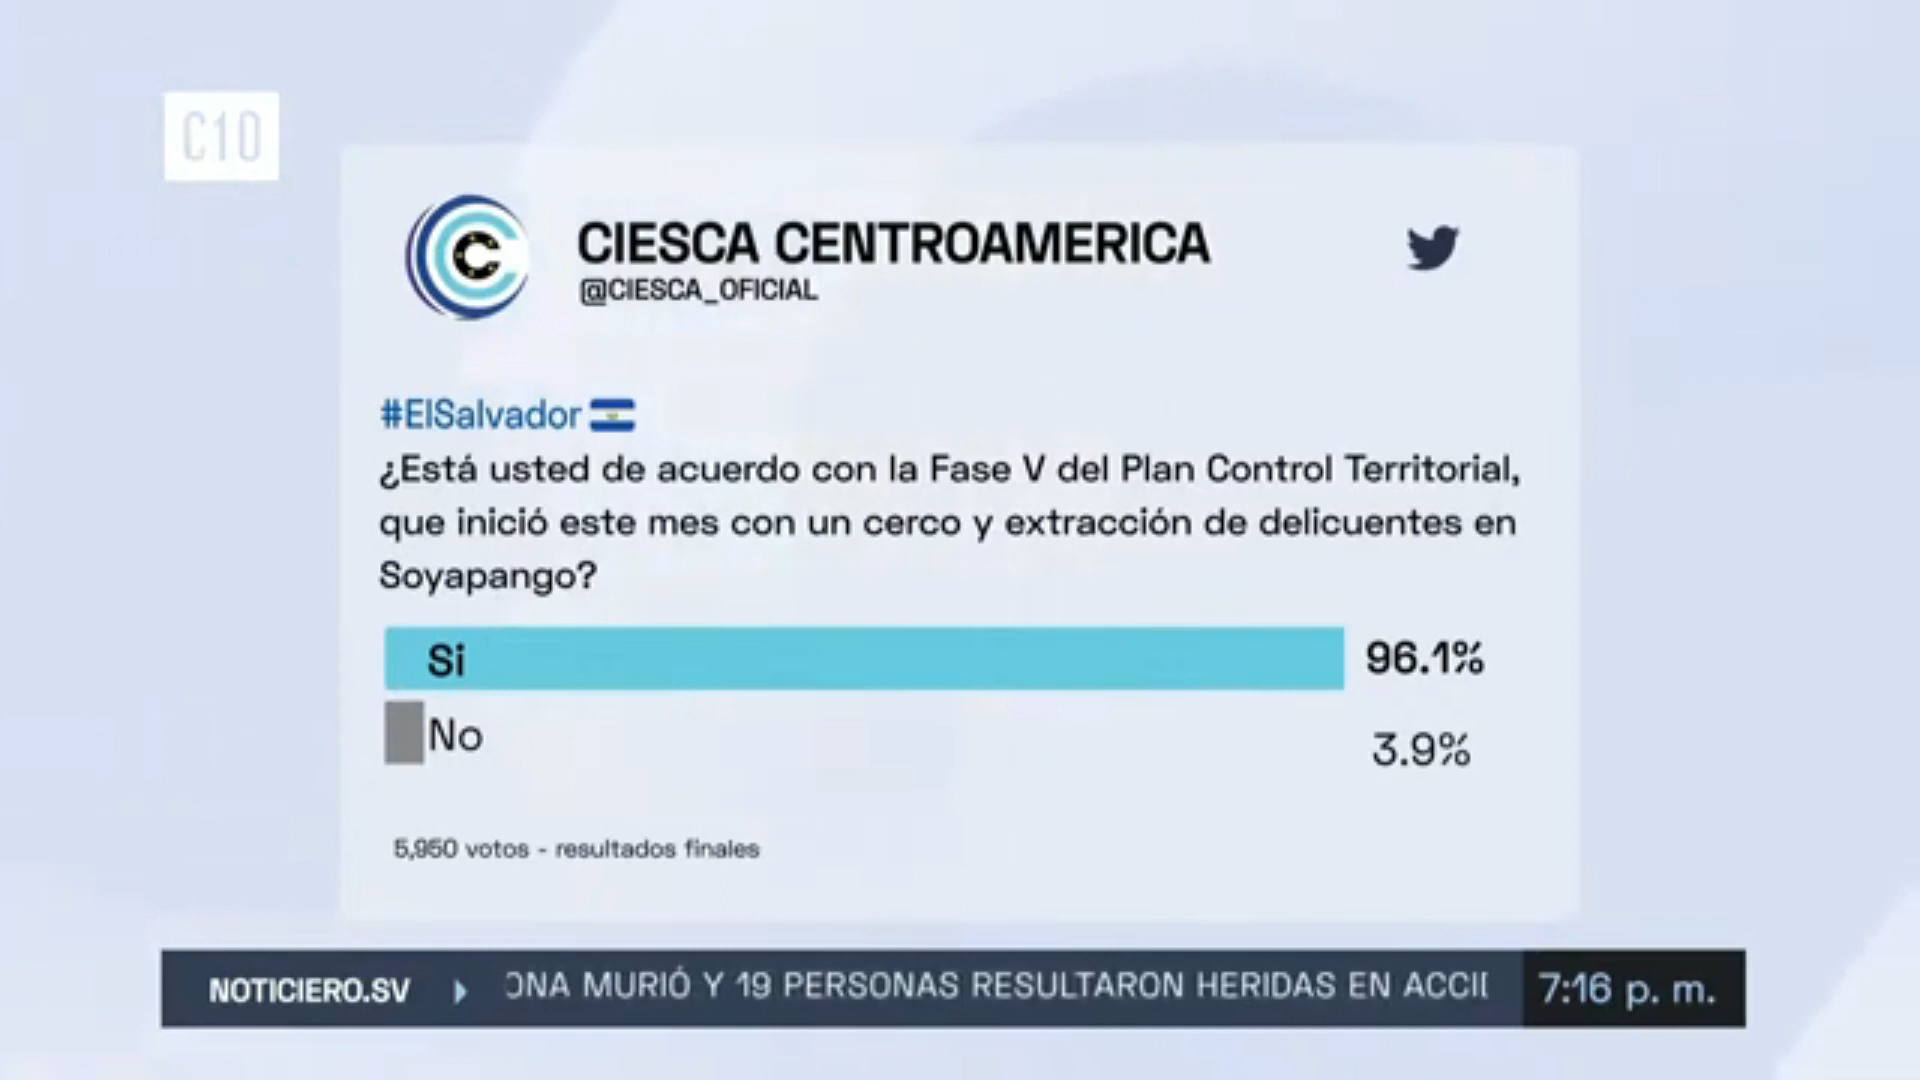 C10
CIESCA CENTROAMERICA
@CIESCA_OFICIAL
#ElSalvador
¿Está usted de acuerdo con la Fase V del Plan Control Territorial,
que inició este mes con un cerco y extracción de delicuentes en
Soyapango?
Si 96.1%
No 3.9%
5,950 votos - resultados finales
NOTICIERO.SV MURIÓ Y 19 PERSONAS RESULTARON HERIDAS EN 7:16 p. m.